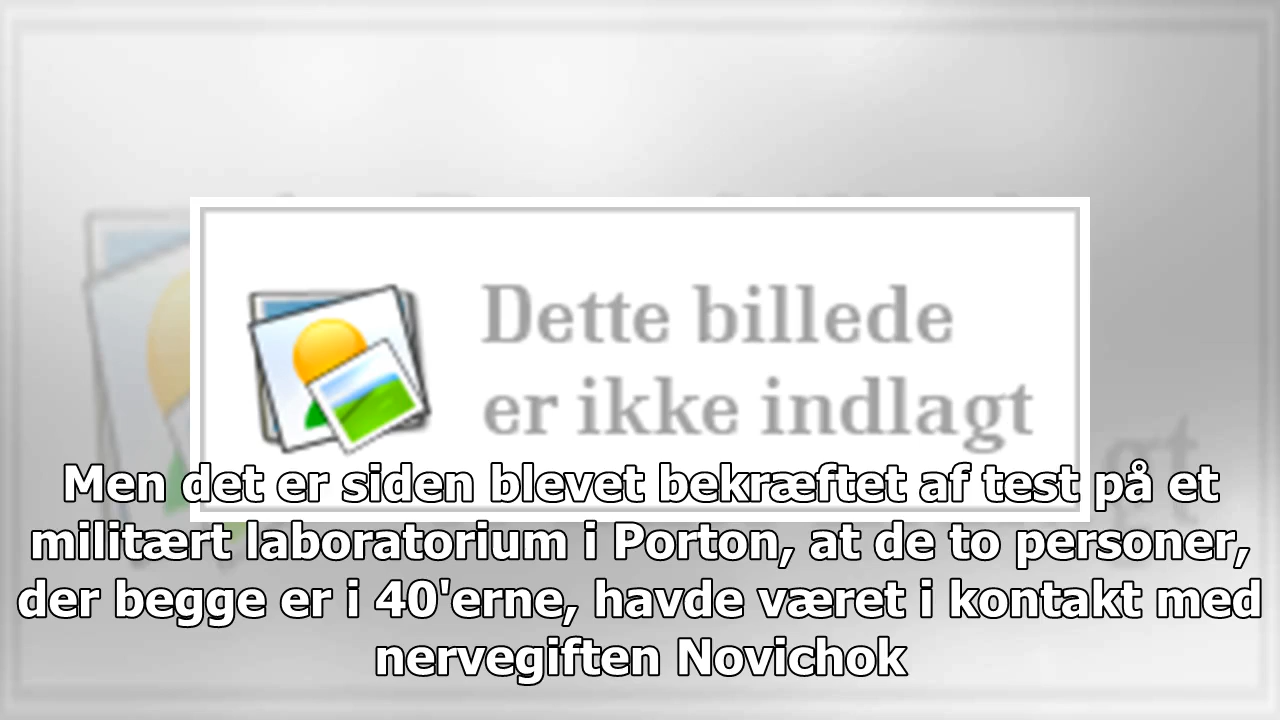 Dette billede
er ikke indlagt
Men det er siden blevet bekræftet af test på et
militært laboratorium i Porton, at de to personer,
der begge er i 40'erne, havde været i kontakt med
nervegiften Novichok